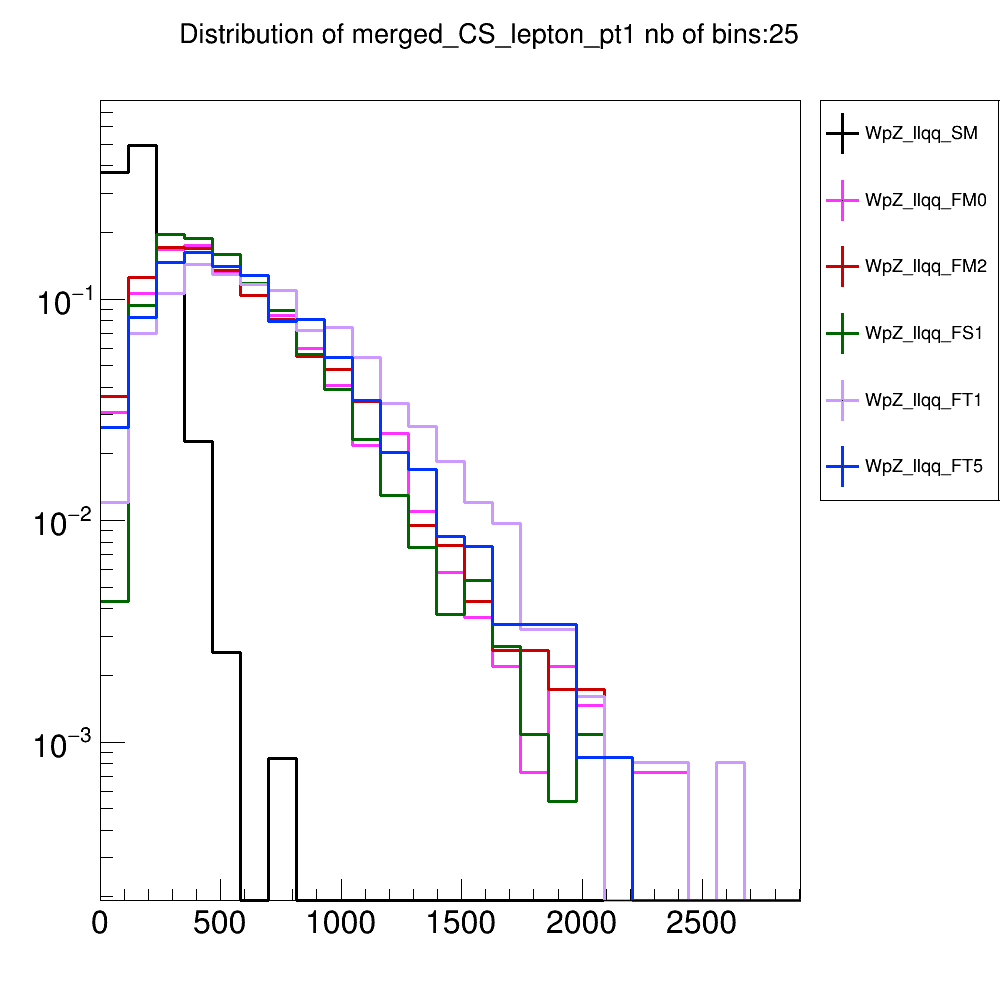 Distribution of merged_CS_lepton_pt1 nb of bins:25
WpZ_llqq_SM
WpZ_llqq_FM0
WpZ_llqq_FM2
WpZ_llqq_FS1
WpZ_llqq_FT1
WpZ_llqq_FT5
10⁻¹
10⁻²
10⁻³
0 500 1000 1500 2000 2500